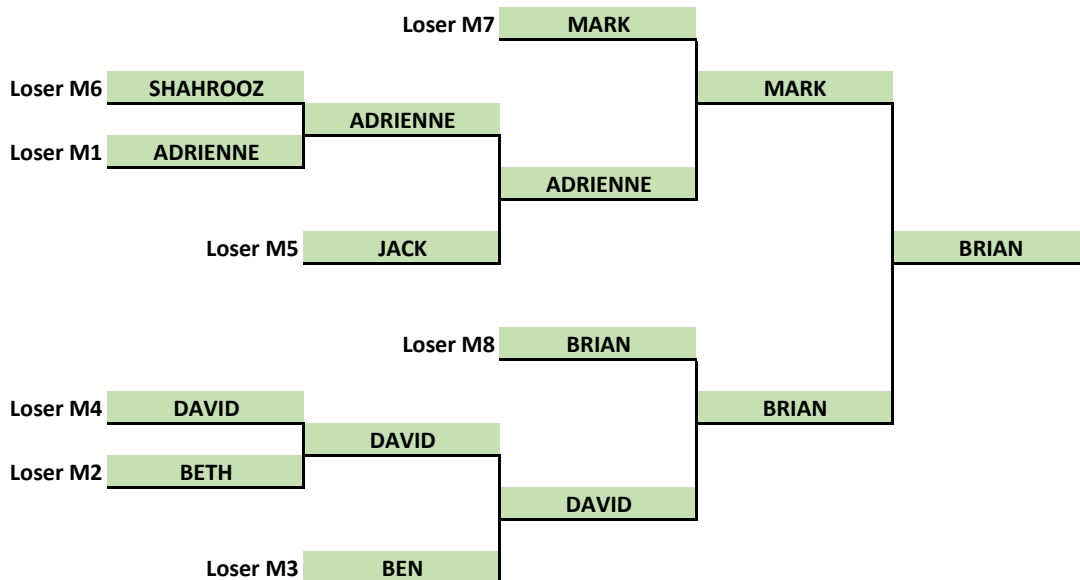 Loser M7 MARK
Loser M6 SHAHROOZ MARK
ADRIENNE
Loser M1 ADRIENNE
ADRIENNE
Loser M5 JACK BRIAN
Loser M8 BRIAN
Loser M4 DAVID BRIAN
DAVID
Loser M2 BETH
DAVID
Loser M3 BEN